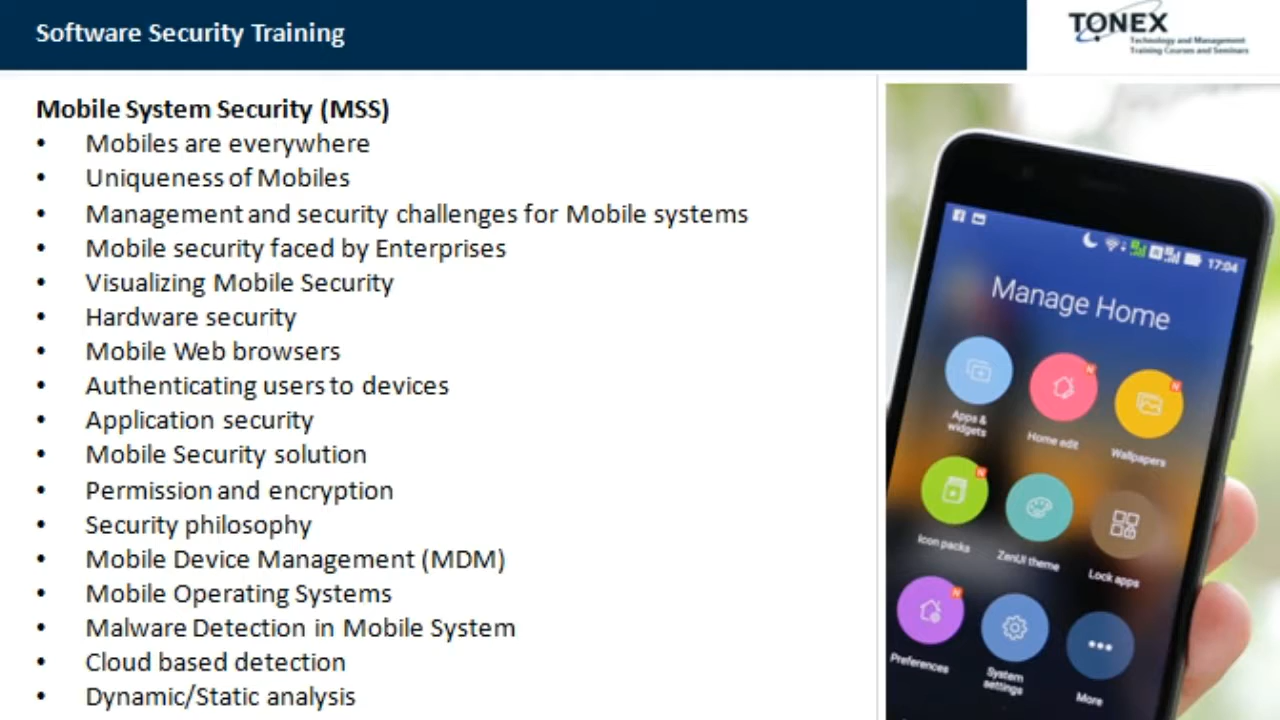 Software Security Training
TONEX
Technology and Management
Training Courses and Seminars
Mobile System Security (MSS)
• Mobiles are everywhere
• Uniqueness of Mobiles
• Management and security challenges for Mobile systems
• Mobile security faced by Enterprises
• Visualizing Mobile Security
• Hardware security
• Mobile Web browsers
• Authenticating users to devices
• Application security
• Mobile Security solution
• Permission and encryption
• Security philosophy
• Mobile Device Management (MDM)
• Mobile Operating Systems
• Malware Detection in Mobile System
• Cloud based detection
• Dynamic/Static analysis
17:04
Manage Home
Apps &
widgets
Home edit
Wallpapers
Icon packs
ZenUI theme
Lock apps
Preferences
System
settings
More